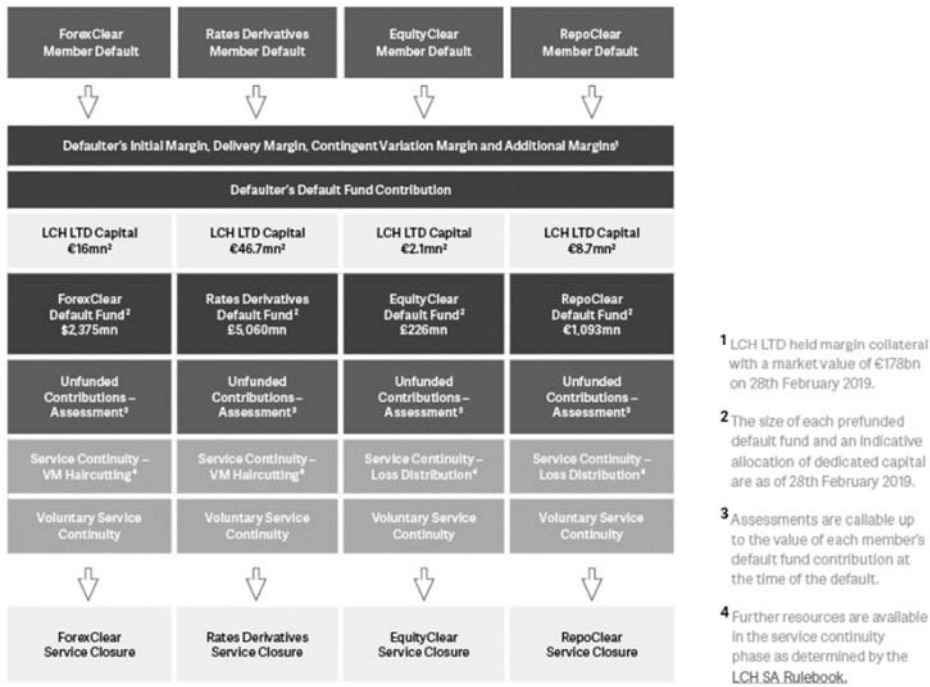 ForexClear
Member Default
Rates Derivatives
Member Default
EquityClear
Member Default
RepoClear
Member Default
Defaulter's Initial Margin, Delivery Margin, Contingent Variation Margin and Additional Margins¹
Defaulter's Default Fund Contribution
LCH LTD Capital
€16mn²
LCH LTD Capital
€46.7mn²
LCH LTD Capital
€2.1mn²
LCH LTD Capital
€8.7mn²
ForexClear
Default Fund²
$2,375mn
Rates Derivatives
Default Fund²
£5,060mn
EquityClear
Default Fund²
£226mn
RepoClear
Default Fund²
€1,093mn
Unfunded
Contributions –
Assessment³
Unfunded
Contributions –
Assessment³
Unfunded
Contributions –
Assessment³
Unfunded
Contributions –
Assessment³
Service Continuity –
VM Haircutting⁴
Service Continuity –
VM Haircutting⁴
Service Continuity –
Loss Distribution⁴
Service Continuity –
Loss Distribution⁴
Voluntary Service
Continuity
Voluntary Service
Continuity
Voluntary Service
Continuity
Voluntary Service
Continuity
ForexClear
Service Closure
Rates Derivatives
Service Closure
EquityClear
Service Closure
RepoClear
Service Closure
1 LCH LTD held margin collateral
with a market value of €178bn
on 28th February 2019.
2 The size of each prefunded
default fund and an indicative
allocation of dedicated capital
are as of 28th February 2019.
3 Assessments are callable up
to the value of each member's
default fund contribution at
the time of the default.
4 Further resources are available
in the service continuity
phase as determined by the
LCH SA Rulebook.